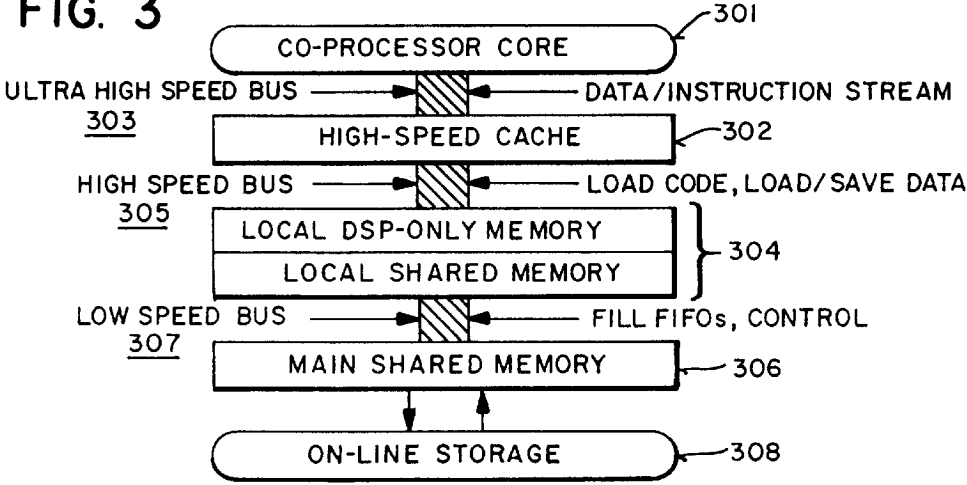 FIG. 3
301
CO-PROCESSOR CORE
ULTRA HIGH SPEED BUS
303
DATA/INSTRUCTION STREAM
HIGH-SPEED CACHE
302
HIGH SPEED BUS
305
LOAD CODE, LOAD/SAVE DATA
LOCAL DSP-ONLY MEMORY
LOCAL SHARED MEMORY
304
LOW SPEED BUS
307
FILL FIFOs, CONTROL
MAIN SHARED MEMORY
306
ON-LINE STORAGE
308